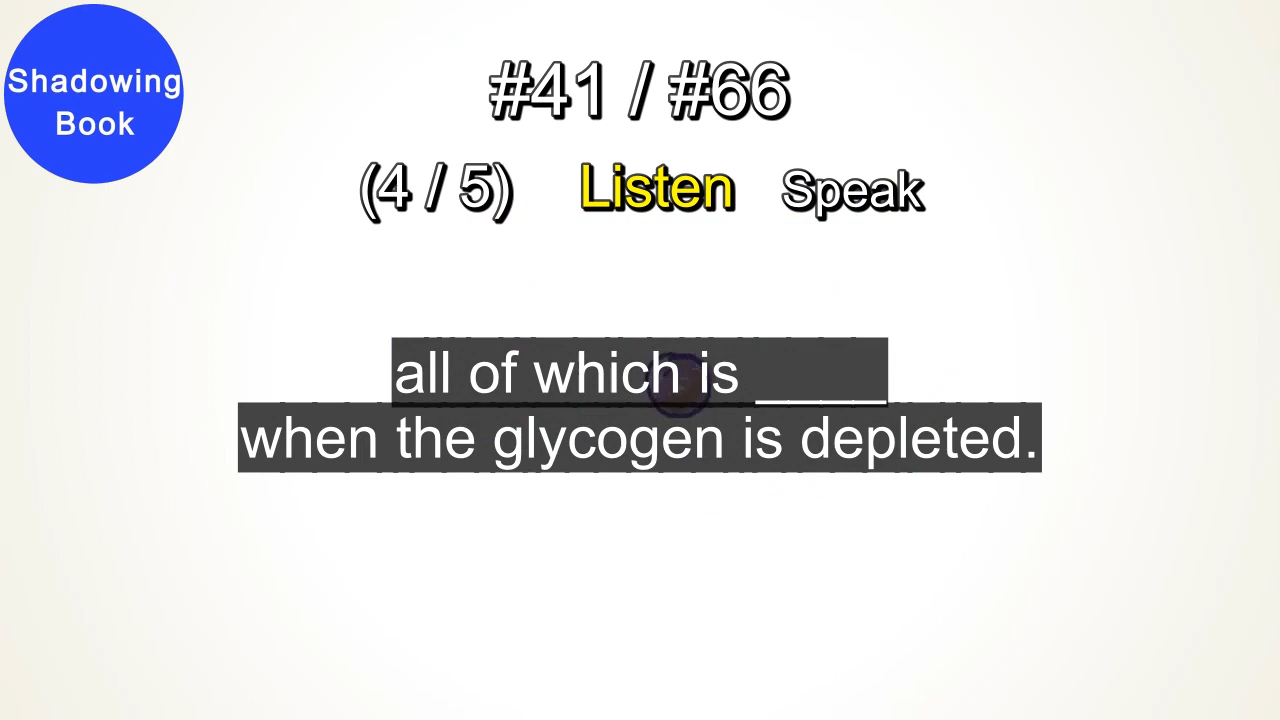 Shadowing
Book
#41 / #66
(4 / 5) Listen Speak
all of which is ____
when the glycogen is depleted.